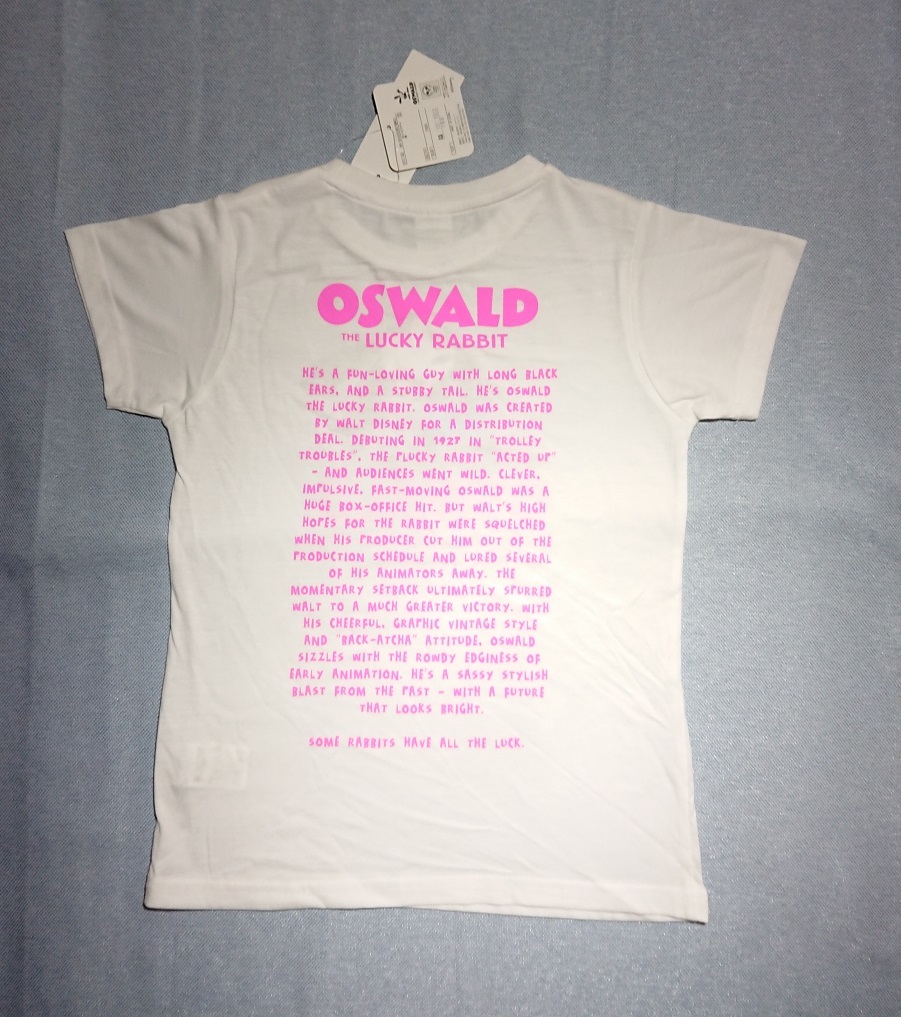 OSWALD
OSWALD
THE LUCKY RABBIT
HE'S A FUN-LOVING GUY WITH LONG BLACK
EARS, AND A STUBBY TAIL. HE'S OSWALD
THE LUCKY RABBIT. OSWALD WAS CREATED
BY WALT DISNEY FOR A DISTRIBUTION
DEAL. DEBUTING IN 1927 IN "TROLLEY
TROUBLES", THE PLUCKY RABBIT "ACTED UP"
- AND AUDIENCES WENT WILD. CLEVER,
IMPULSIVE, FAST-MOVING OSWALD WAS A
HUGE BOX-OFFICE HIT. BUT WALT'S HIGH
HOPES FOR THE RABBIT WERE SQUELCHED
WHEN HIS PRODUCER CUT HIM OUT OF THE
PRODUCTION SCHEDULE AND LURED SEVERAL
OF HIS ANIMATORS AWAY. THE
MOMENTARY SETBACK ULTIMATELY SPURRED
WALT TO A MUCH GREATER VICTORY. WITH
HIS CHEERFUL, GRAPHIC VINTAGE STYLE
AND "BACK-ATCHA" ATTITUDE, OSWALD
SIZZLES WITH THE ROWDY EDGINESS OF
EARLY ANIMATION. HE'S A SASSY STYLISH
BLAST FROM THE PAST - WITH A FUTURE
THAT LOOKS BRIGHT.
SOME RABBITS HAVE ALL THE LUCK.